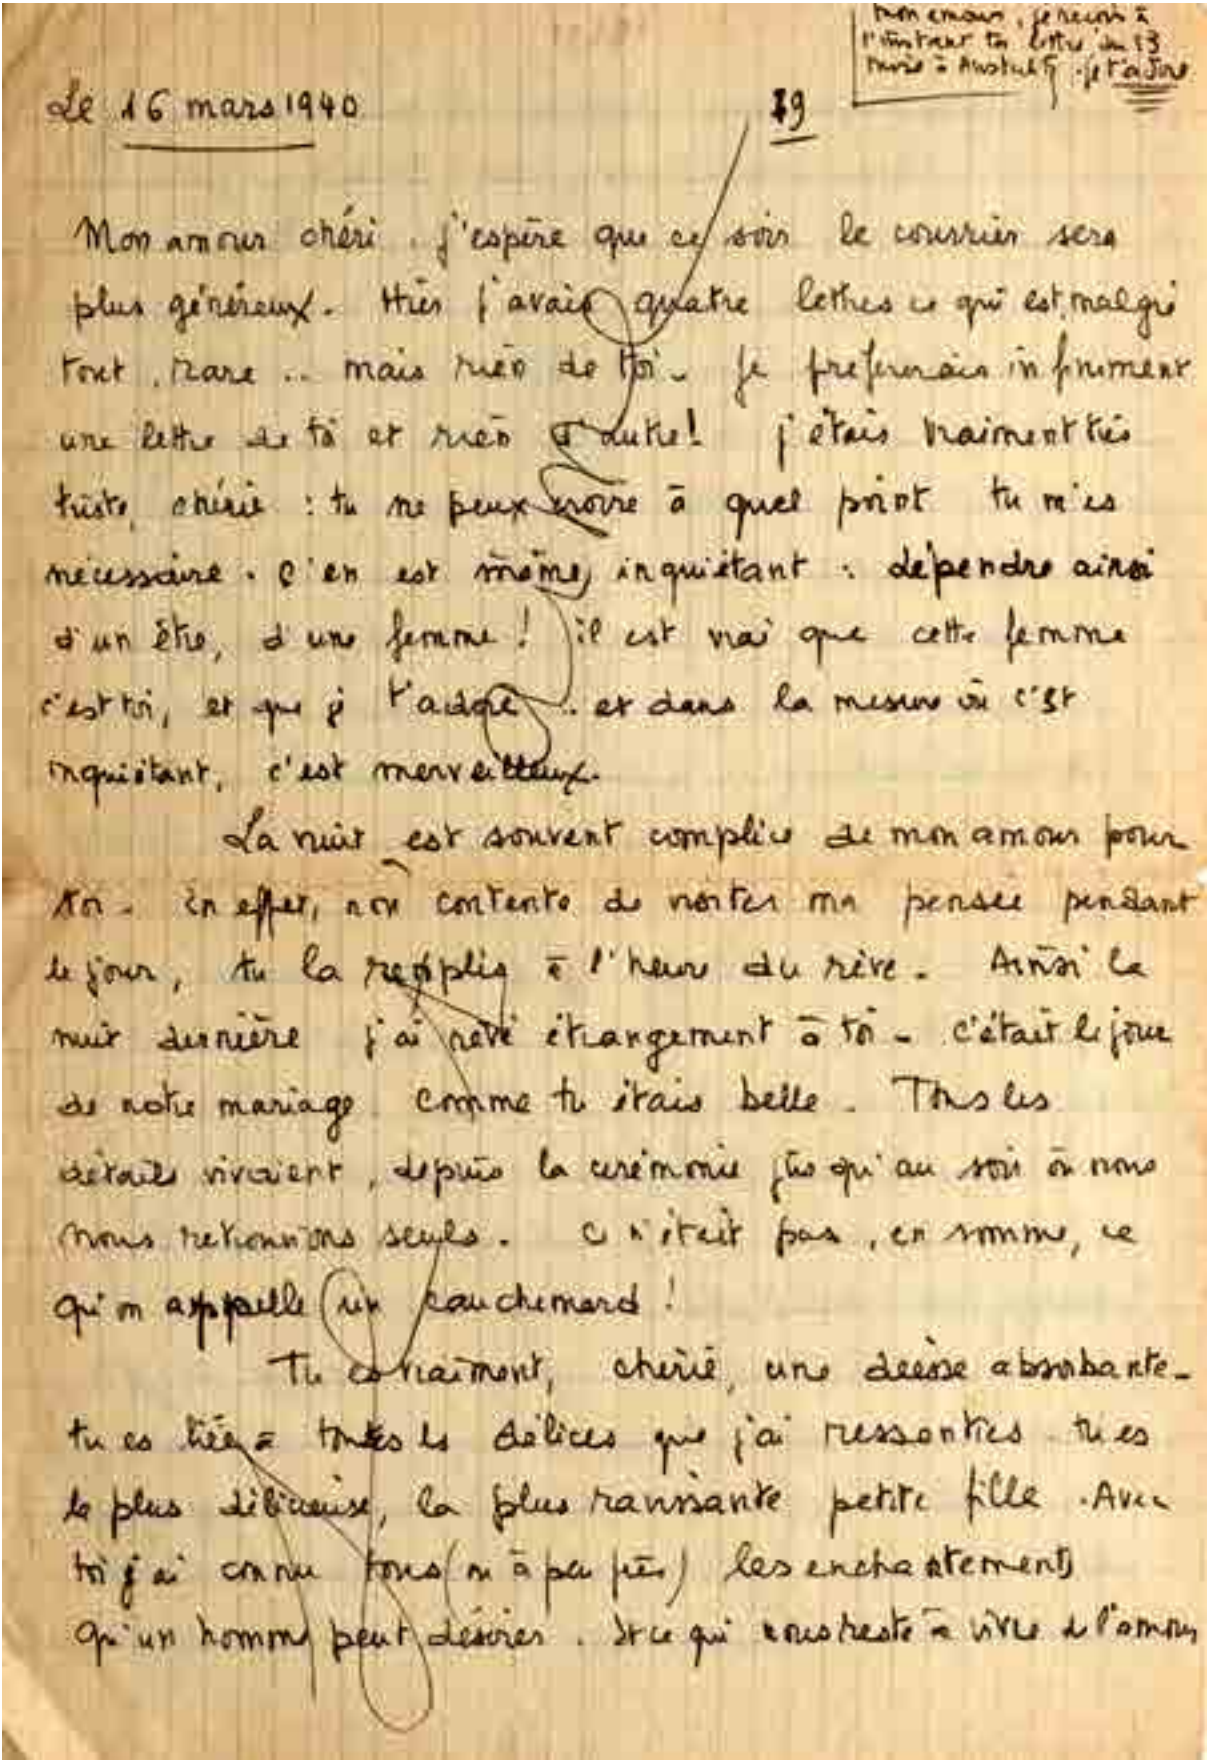 mon amour, je reçois à
l'instant ta lettre du 13
mise à . je t'adore
Le 16 mars 1940
19
Mon amour chéri. j'espère que ce soir le courrier sera
plus généreux. Hier j'avais quatre lettres ce qui est, malgré
tout, rare .. mais rien de toi. Je prefererais infiniment
une lettre de toi et rien d'autre! j'étais vraiment très
triste, chérie : tu ne peux croire à quel point tu m'es
nécessaire. C'en est même inquiétant : dépendre ainsi
d'un être, d'une femme ! il est vrai que cette femme
c'est toi, et que je t'adore .. et dans la mesure où c'est
inquiétant, c'est merveilleux.
La nuit est souvent complice de mon amour pour
toi. En effet, non contente de visiter ma pensée pendant
le jour, tu la remplis à l'heure du rêve. Ainsi la
nuit dernière j'ai rêvé étrangement à toi - c'était le jour
de notre mariage. comme tu étais belle. Tous les
détails vivaient, depuis la cérémonie jusqu'au soir où nous
nous retrouvions seuls. Ce n'était pas, en somme, ce
qu'on appelle un cauchemard !
Tu es vraiment, chérie, une déesse absorbante.
tu es liée à toutes les délices que j'ai ressenties. tu es
la plus délicieuse, la plus ravissante petite fille. Avec
toi j'ai connu tous (ou à peu près) les enchantements
qu'un homme peut désirer. Et ce qui nous reste à vivre de l'amour